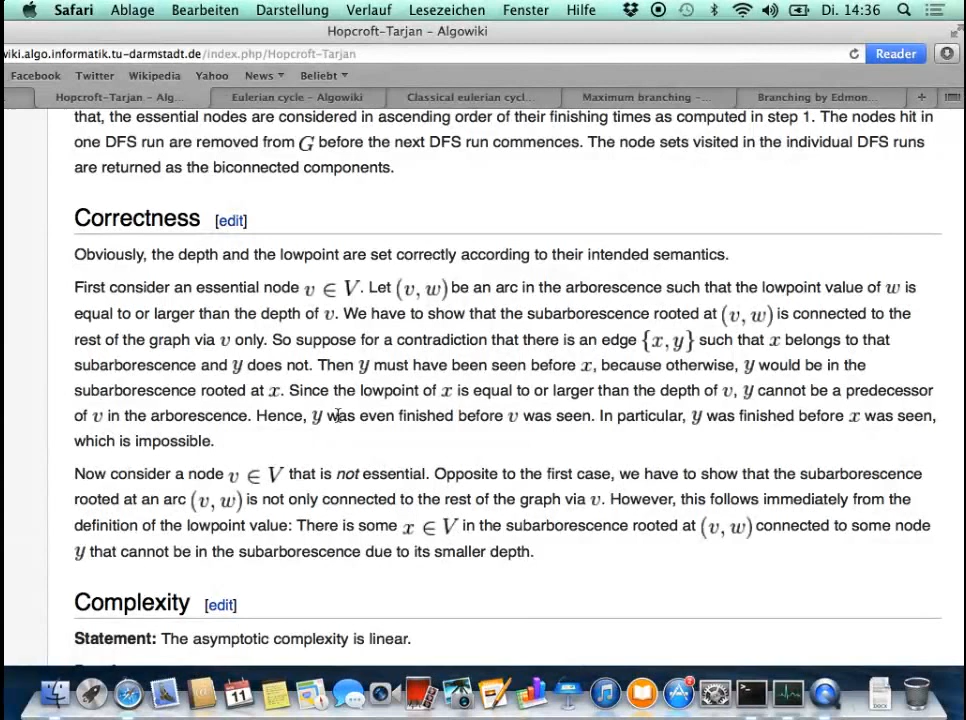 Safari Ablage Bearbeiten Darstellung Verlauf Lesezeichen Fenster Hilfe Di. 14:36
Hopcroft-Tarjan – Algowiki
wiki.algo.informatik.tu-darmstadt.de/index.php/Hopcroft-Tarjan Reader
Facebook Twitter Wikipedia Yahoo News Beliebt
Hopcroft-Tarjan – Alg... Eulerian cycle – Algowiki Classical eulerian cycl... Maximum branching –... Branching by Edmon... +
that, the essential nodes are considered in ascending order of their finishing times as computed in step 1. The nodes hit in
one DFS run are removed from G before the next DFS run commences. The node sets visited in the individual DFS runs
are returned as the biconnected components.
Correctness [edit]
Obviously, the depth and the lowpoint are set correctly according to their intended semantics.
First consider an essential node v ∈ V. Let (v, w) be an arc in the arborescence such that the lowpoint value of w is
equal to or larger than the depth of v. We have to show that the subarborescence rooted at (v, w) is connected to the
rest of the graph via v only. So suppose for a contradiction that there is an edge {x, y} such that x belongs to that
subarborescence and y does not. Then y must have been seen before x, because otherwise, y would be in the
subarborescence rooted at x. Since the lowpoint of x is equal to or larger than the depth of v, y cannot be a predecessor
of v in the arborescence. Hence, y was even finished before v was seen. In particular, y was finished before x was seen,
which is impossible.
Now consider a node v ∈ V that is not essential. Opposite to the first case, we have to show that the subarborescence
rooted at an arc (v, w) is not only connected to the rest of the graph via v. However, this follows immediately from the
definition of the lowpoint value: There is some x ∈ V in the subarborescence rooted at (v, w) connected to some node
y that cannot be in the subarborescence due to its smaller depth.
Complexity [edit]
Statement: The asymptotic complexity is linear.
11